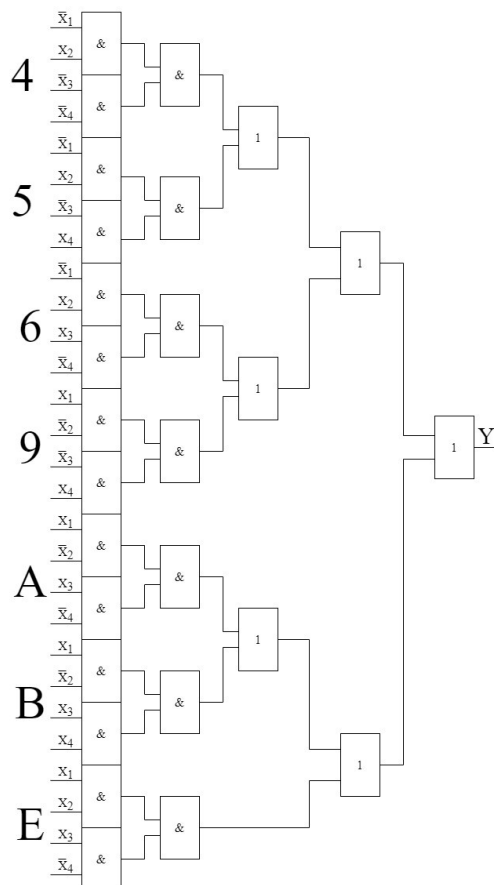 x̅₁
&
x₂
&
4
x̅₃
1
&
x̅₄
x̅₁
&
x₂
&
5
x̅₃
&
x₄
1
x̅₁
&
x₂
&
6
x₃
&
x̅₄
1
x₁
&
x̅₂
&
9
x̅₃
&
x₄
1
Y
x₁
&
x̅₂
&
A
x₃
&
x̅₄
1
x₁
&
x̅₂
&
B
x₃
&
x₄
1
x₁
&
x₂
&
E
x₃
&
x̅₄